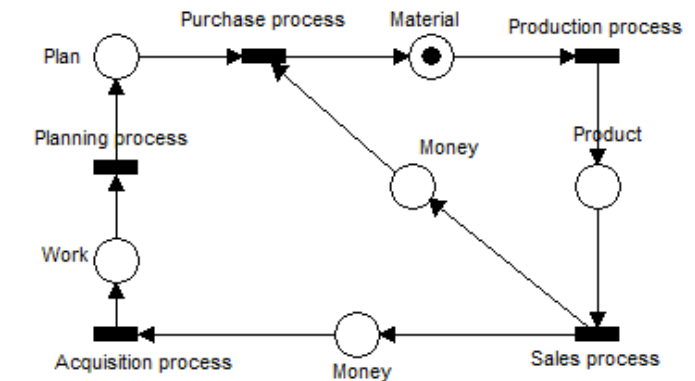 Purchase process
Material
Production process
Plan
Planning process
Money
Product
Work
Acquisition process
Money
Sales process